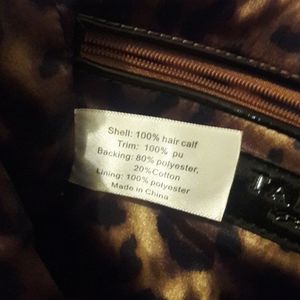 Shell: 100% hair calf
Trim: 100% pu
Backing: 80% polyester,
20%Cotton
Lining: 100% polyester
Made in China